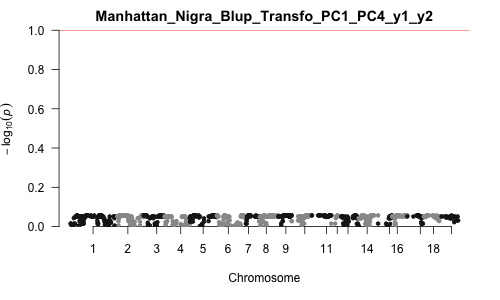 Manhattan_Nigra_Blup_Transfo_PC1_PC4_y1_y2
1.0
0.8
0.6
0.4
0.2
0.0
− log10(p)
1 2 3 4 5 6 7 8 9 11 14 16 18
Chromosome